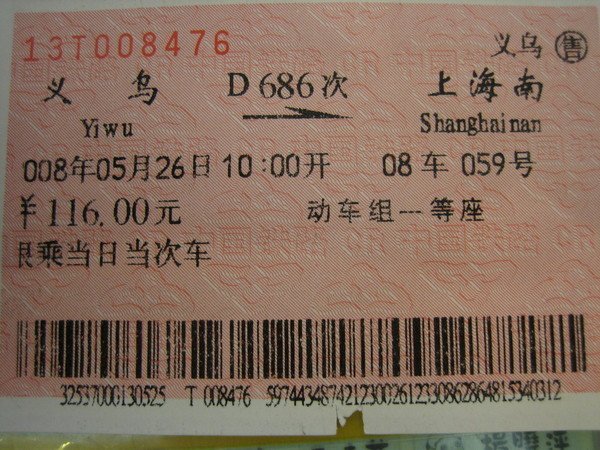 13T008476
义乌 售
义乌 D686次 上海南
Yiwu Shanghainan
008年05月26日10:00开 08车059号
¥116.00元 动车组一等座
限乘当日当次车
32537000130525 T 008476 59744348742123002612330862864815340312